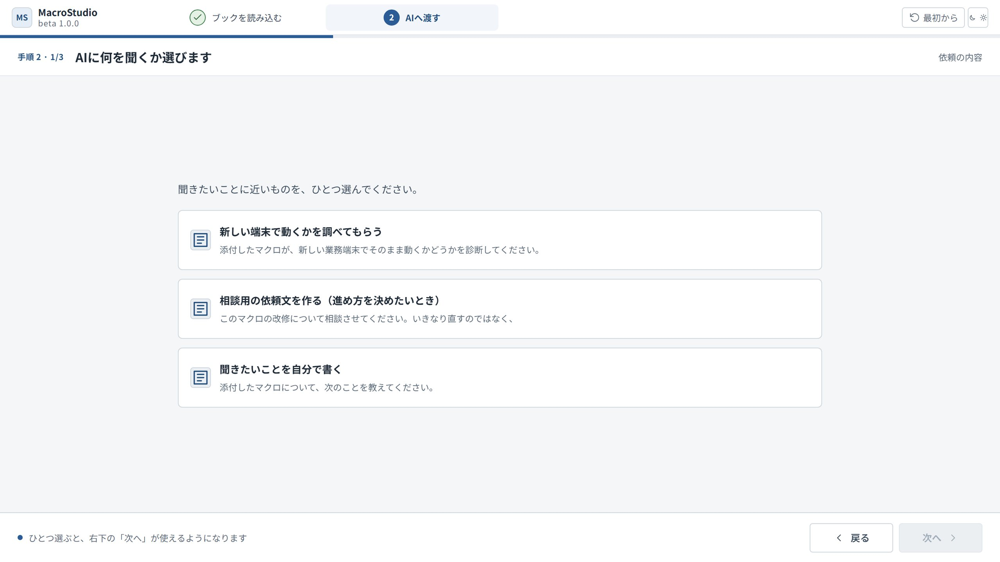 MS
MacroStudio
beta 1.0.0
ブックを読み込む
2
AIへ渡す
最初から
手順 2・1/3
AIに何を聞くか選びます
依頼の内容
聞きたいことに近いものを、ひとつ選んでください。
新しい端末で動くかを調べてもらう
添付したマクロが、新しい業務端末でそのまま動くかどうかを診断してください。
相談用の依頼文を作る（進め方を決めたいとき）
このマクロの改修について相談させてください。いきなり直すのではなく、
聞きたいことを自分で書く
添付したマクロについて、次のことを教えてください。
ひとつ選ぶと、右下の「次へ」が使えるようになります
戻る
次へ